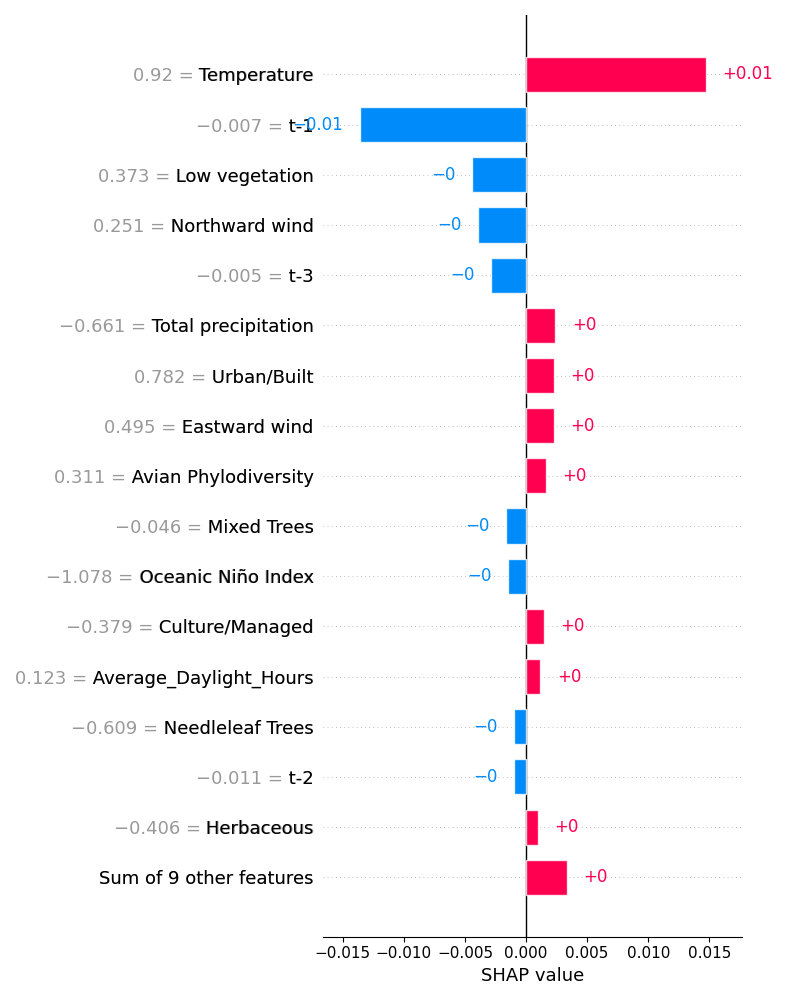 0.92 = Temperature +0.01
−0.007 = t-1 −0.01
0.373 = Low vegetation −0
0.251 = Northward wind −0
−0.005 = t-3 −0
−0.661 = Total precipitation +0
0.782 = Urban/Built +0
0.495 = Eastward wind +0
0.311 = Avian Phylodiversity +0
−0.046 = Mixed Trees −0
−1.078 = Oceanic Niño Index −0
−0.379 = Culture/Managed +0
0.123 = Average_Daylight_Hours +0
−0.609 = Needleleaf Trees −0
−0.011 = t-2 −0
−0.406 = Herbaceous +0
Sum of 9 other features +0
−0.015 −0.010 −0.005 0.000 0.005 0.010 0.015
SHAP value